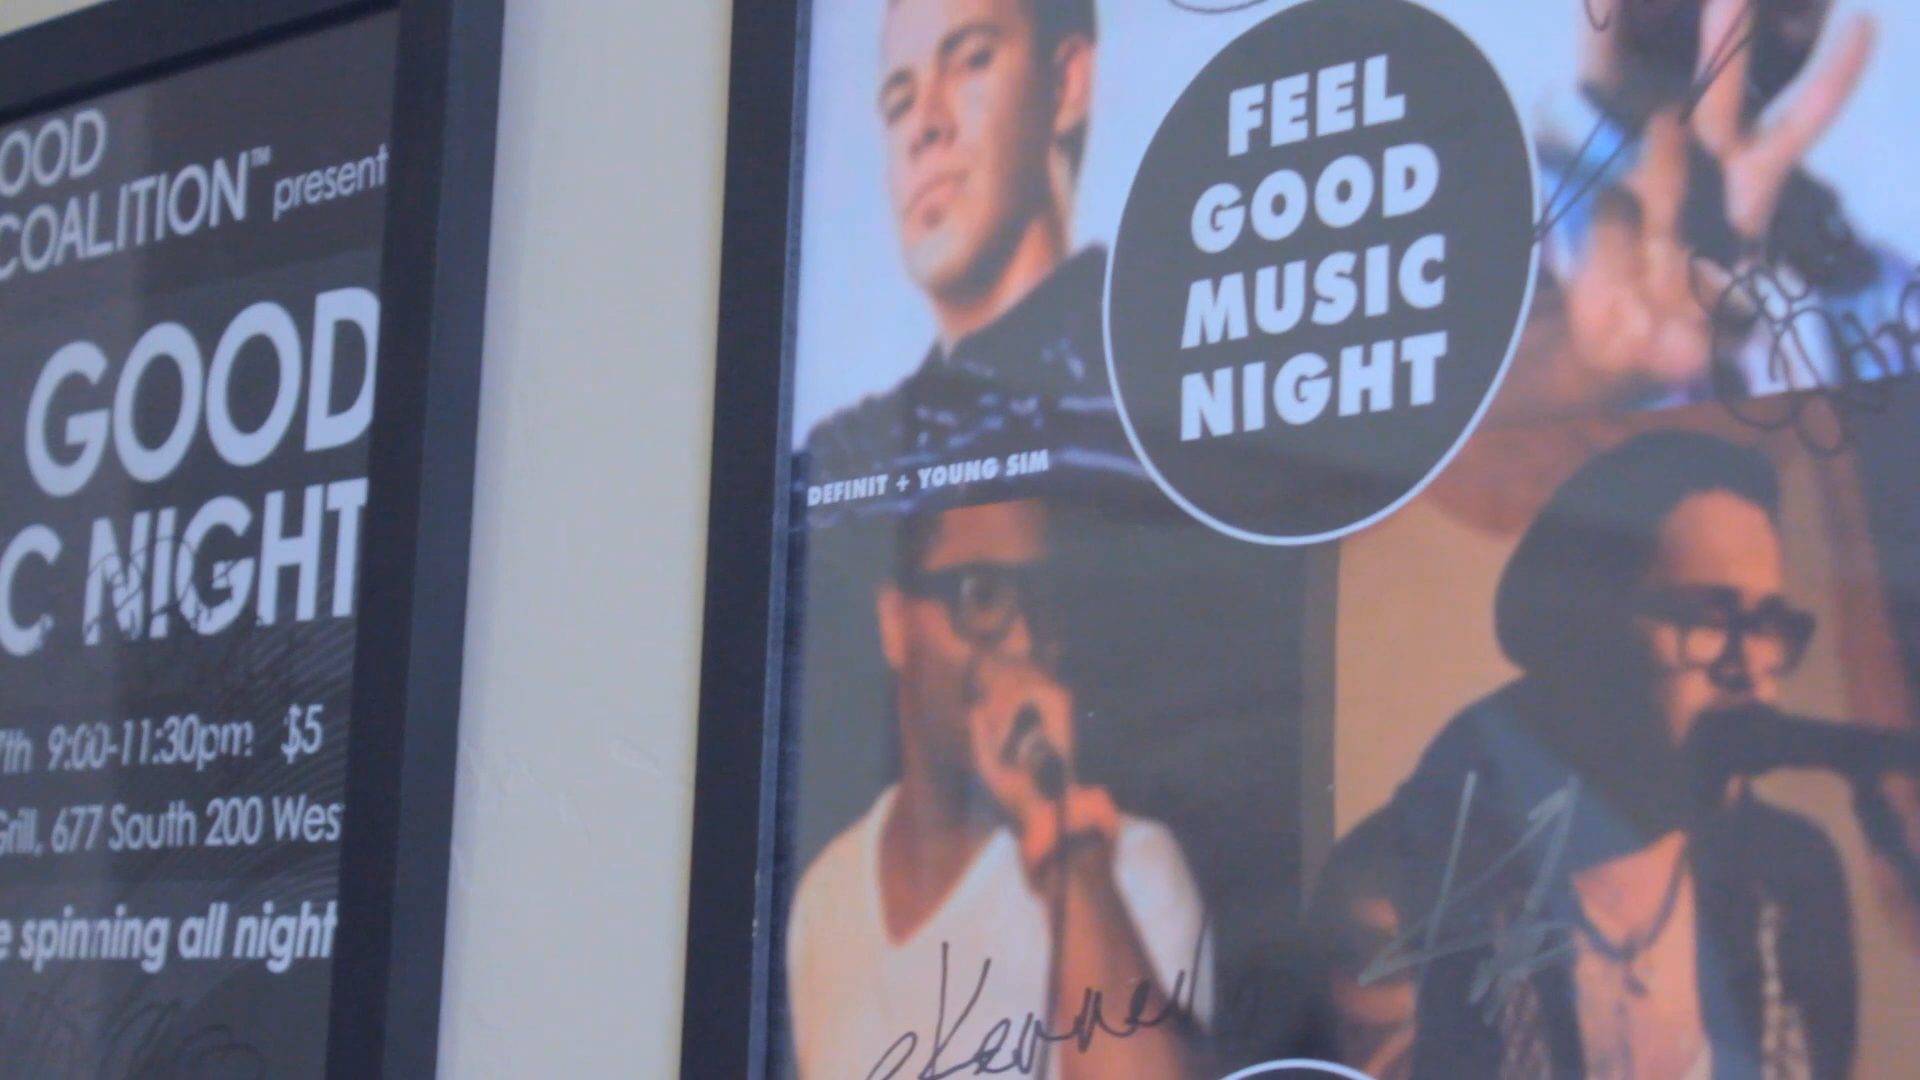 OOD
COALITION™ present
GOOD
C NIGHT
7th 9:00-11:30pm $5
Grill, 677 South 200 Wes
e spinning all night
FEEL
GOOD
MUSIC
NIGHT
DEFINIT + YOUNG SIM